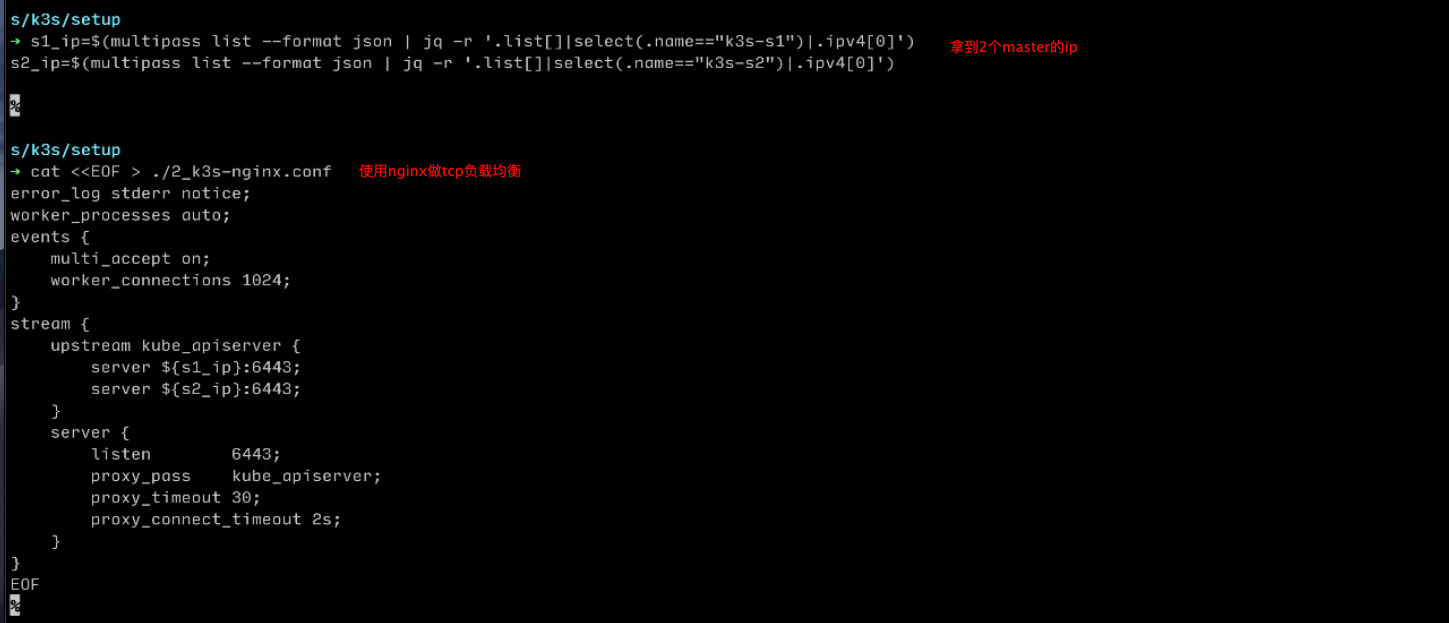 s/k3s/setup
→ s1_ip=$(multipass list --format json | jq -r '.list[]|select(.name=="k3s-s1")|.ipv4[0]')
拿到2个master的ip
s2_ip=$(multipass list --format json | jq -r '.list[]|select(.name=="k3s-s2")|.ipv4[0]')
%
s/k3s/setup
→ cat <<EOF > ./2_k3s-nginx.conf
使用nginx做tcp负载均衡
error_log stderr notice;
worker_processes auto;
events {
    multi_accept on;
    worker_connections 1024;
}
stream {
    upstream kube_apiserver {
        server ${s1_ip}:6443;
        server ${s2_ip}:6443;
    }
    server {
        listen        6443;
        proxy_pass    kube_apiserver;
        proxy_timeout 30;
        proxy_connect_timeout 2s;
    }
}
EOF
%